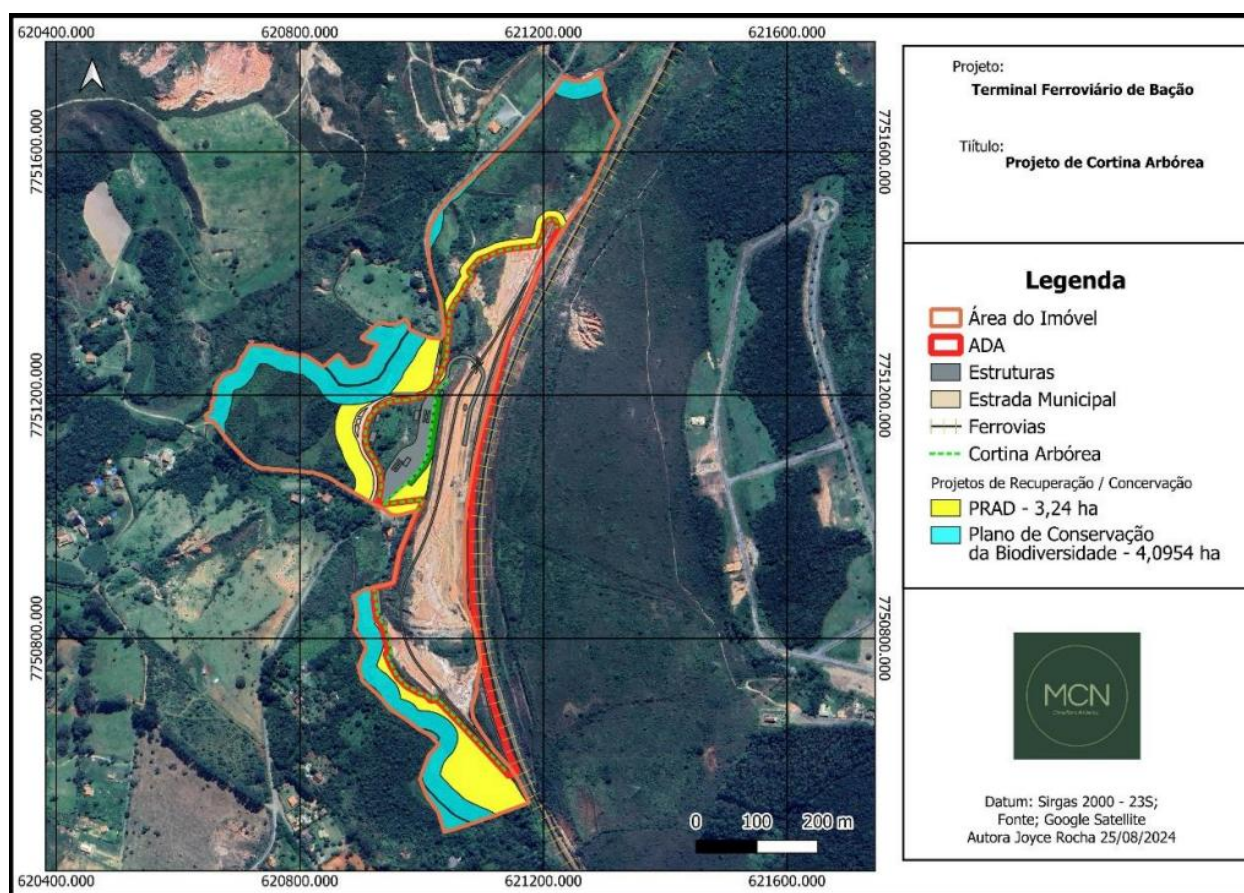 620400.000 620800.000 621200.000 621600.000
7751600.000 7751600.000
7751200.000 7751200.000
7750800.000 7750800.000
0 100 200 m
620400.000 620800.000 621200.000 621600.000
Projeto:
Terminal Ferroviário de Bação
Tiítulo:
Projeto de Cortina Arbórea
Legenda
Área do Imóvel
ADA
Estruturas
Estrada Municipal
Ferrovias
Cortina Arbórea
Projetos de Recuperação / Concervação
PRAD - 3,24 ha
Plano de Conservação
da Biodiversidade - 4,0954 ha
MCN
Datum: Sirgas 2000 - 23S;
Fonte; Google Satellite
Autora Joyce Rocha 25/08/2024